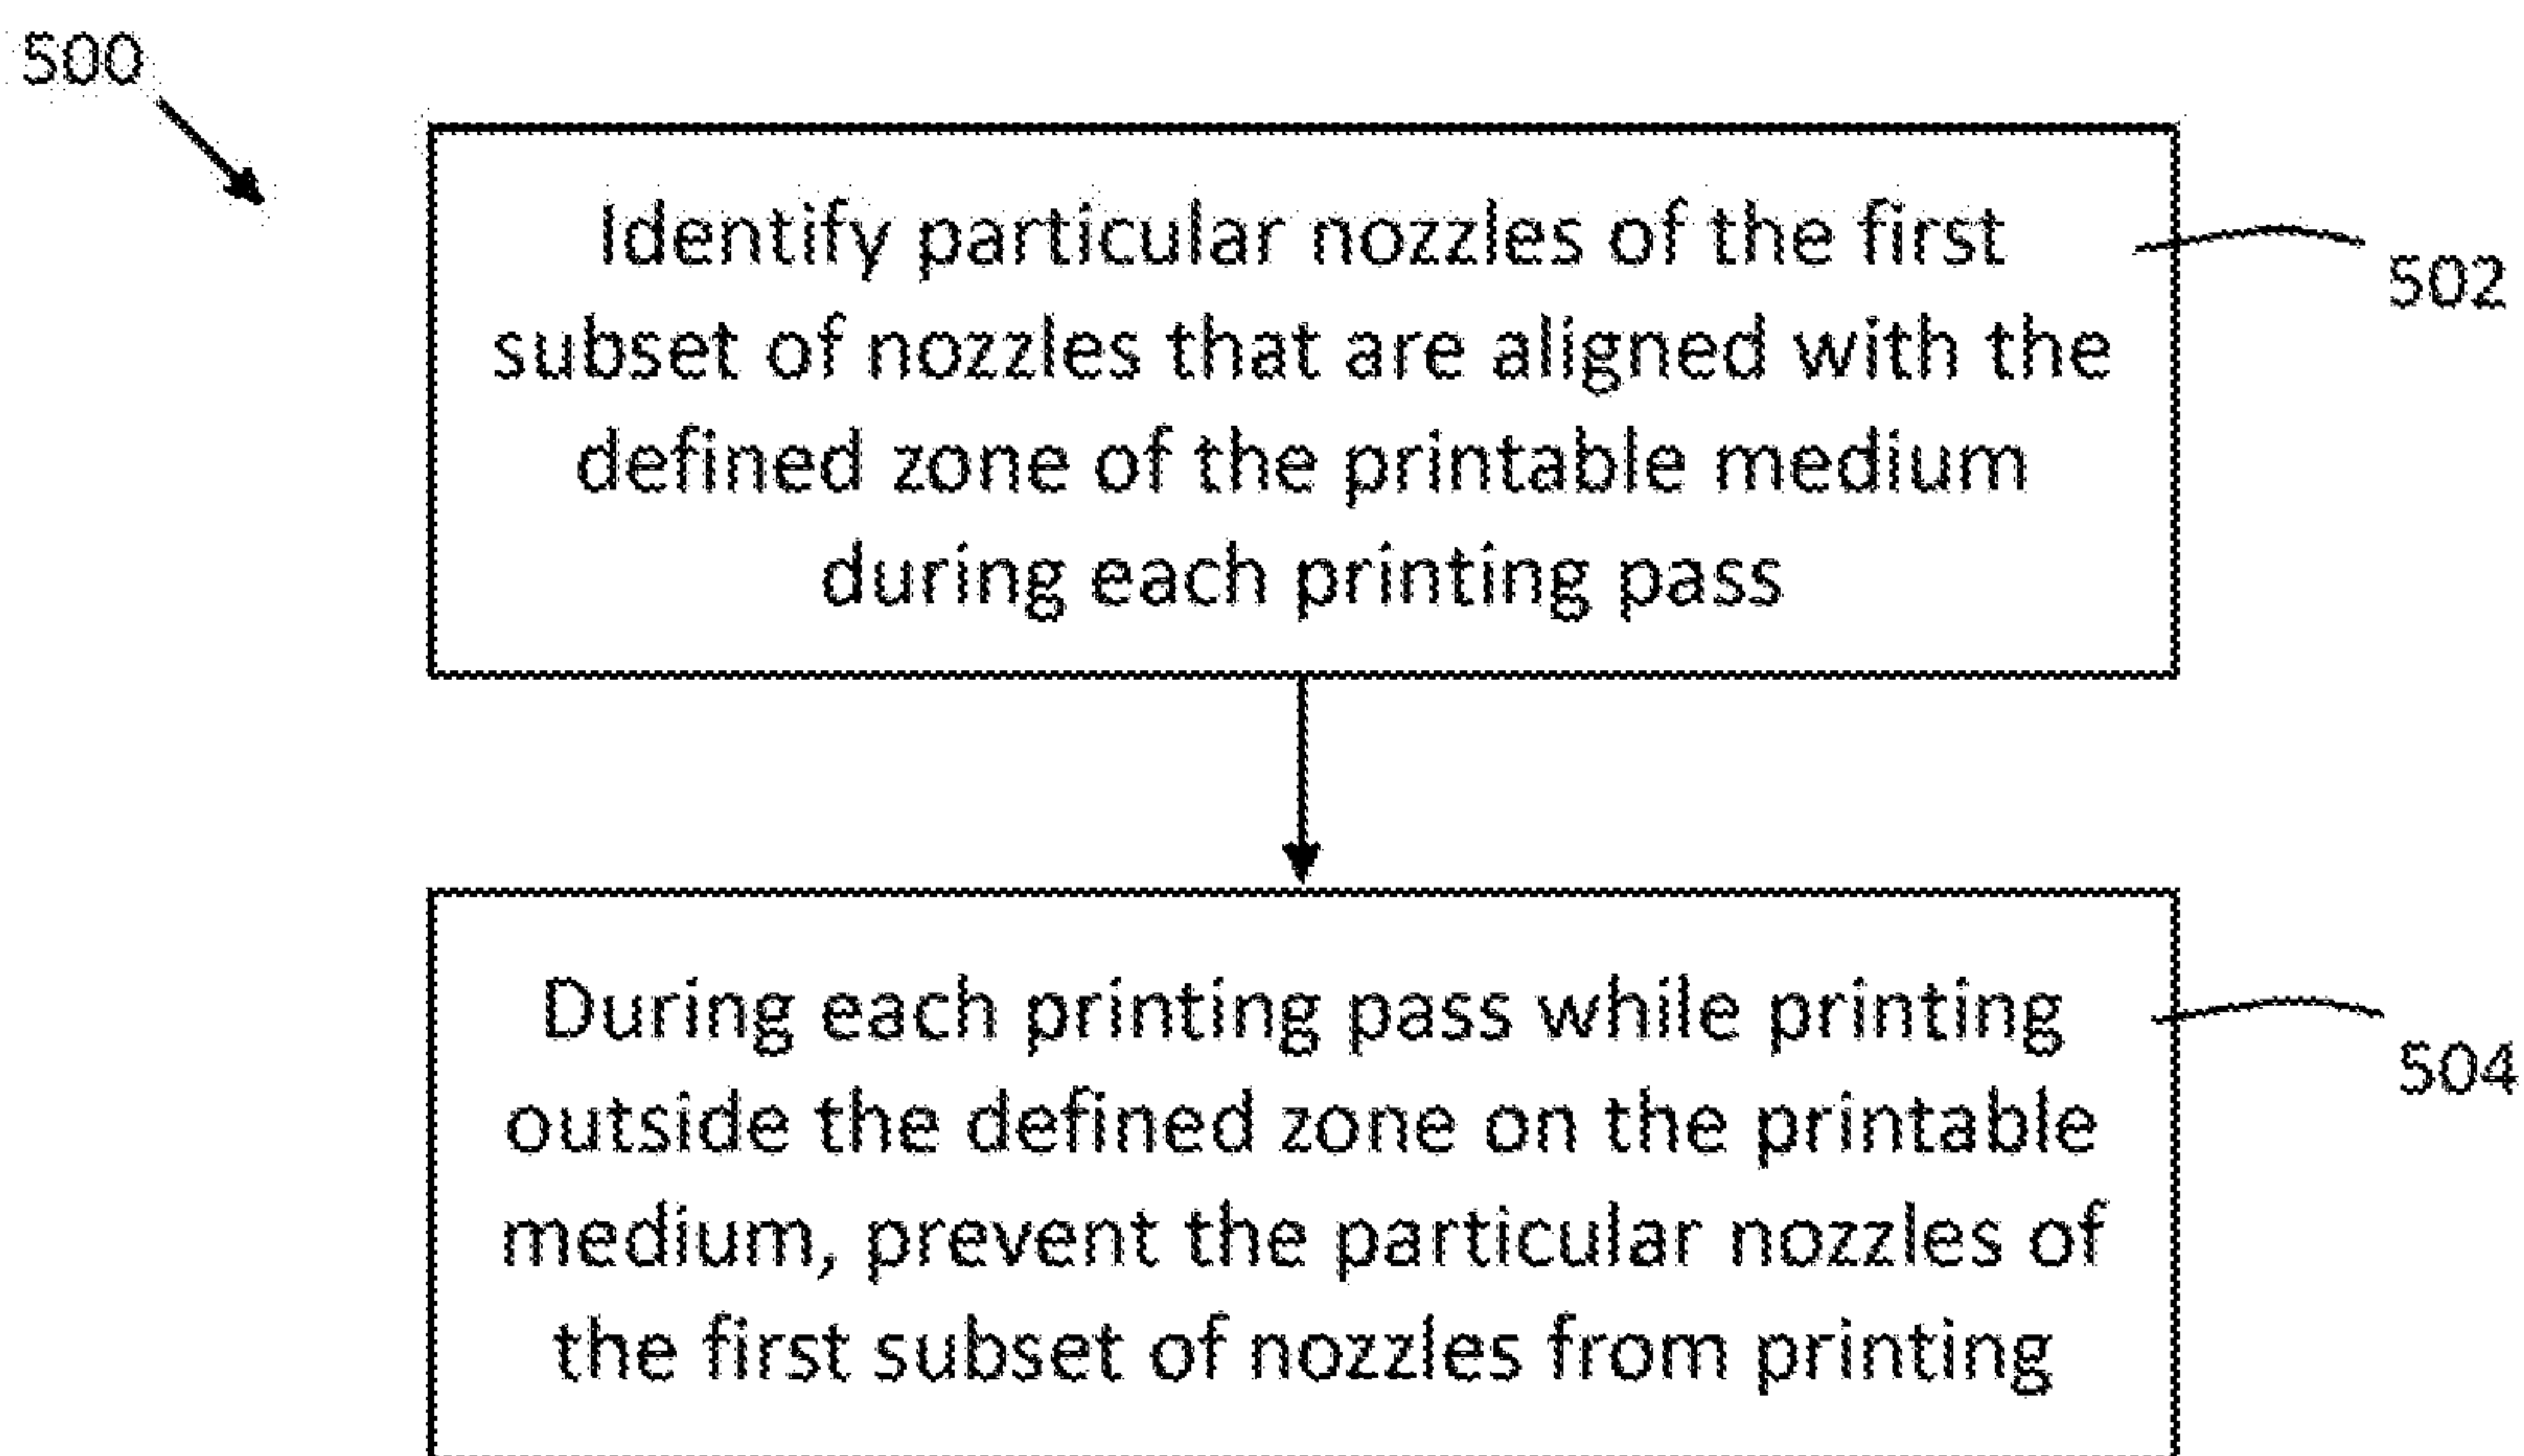 500
Identify particular nozzles of the first
502
subset of nozzles that are aligned with the
defined zone of the printable medium
during each printing pass
During each printing pass while printing
504
outside the defined zone on the printable
medium, prevent the particular nozzles of
the first subset of nozzles from printing